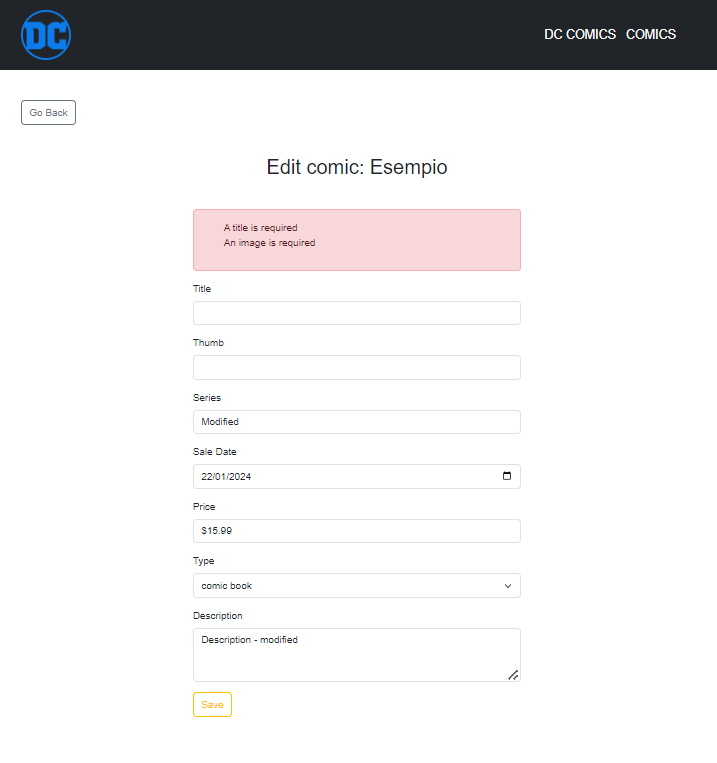 DC
DC COMICS COMICS
Go Back
Edit comic: Esempio
A title is required
An image is required
Title
Thumb
Series
Modified
Sale Date
22/01/2024
Price
$15.99
Type
comic book
Description
Description - modified
Save